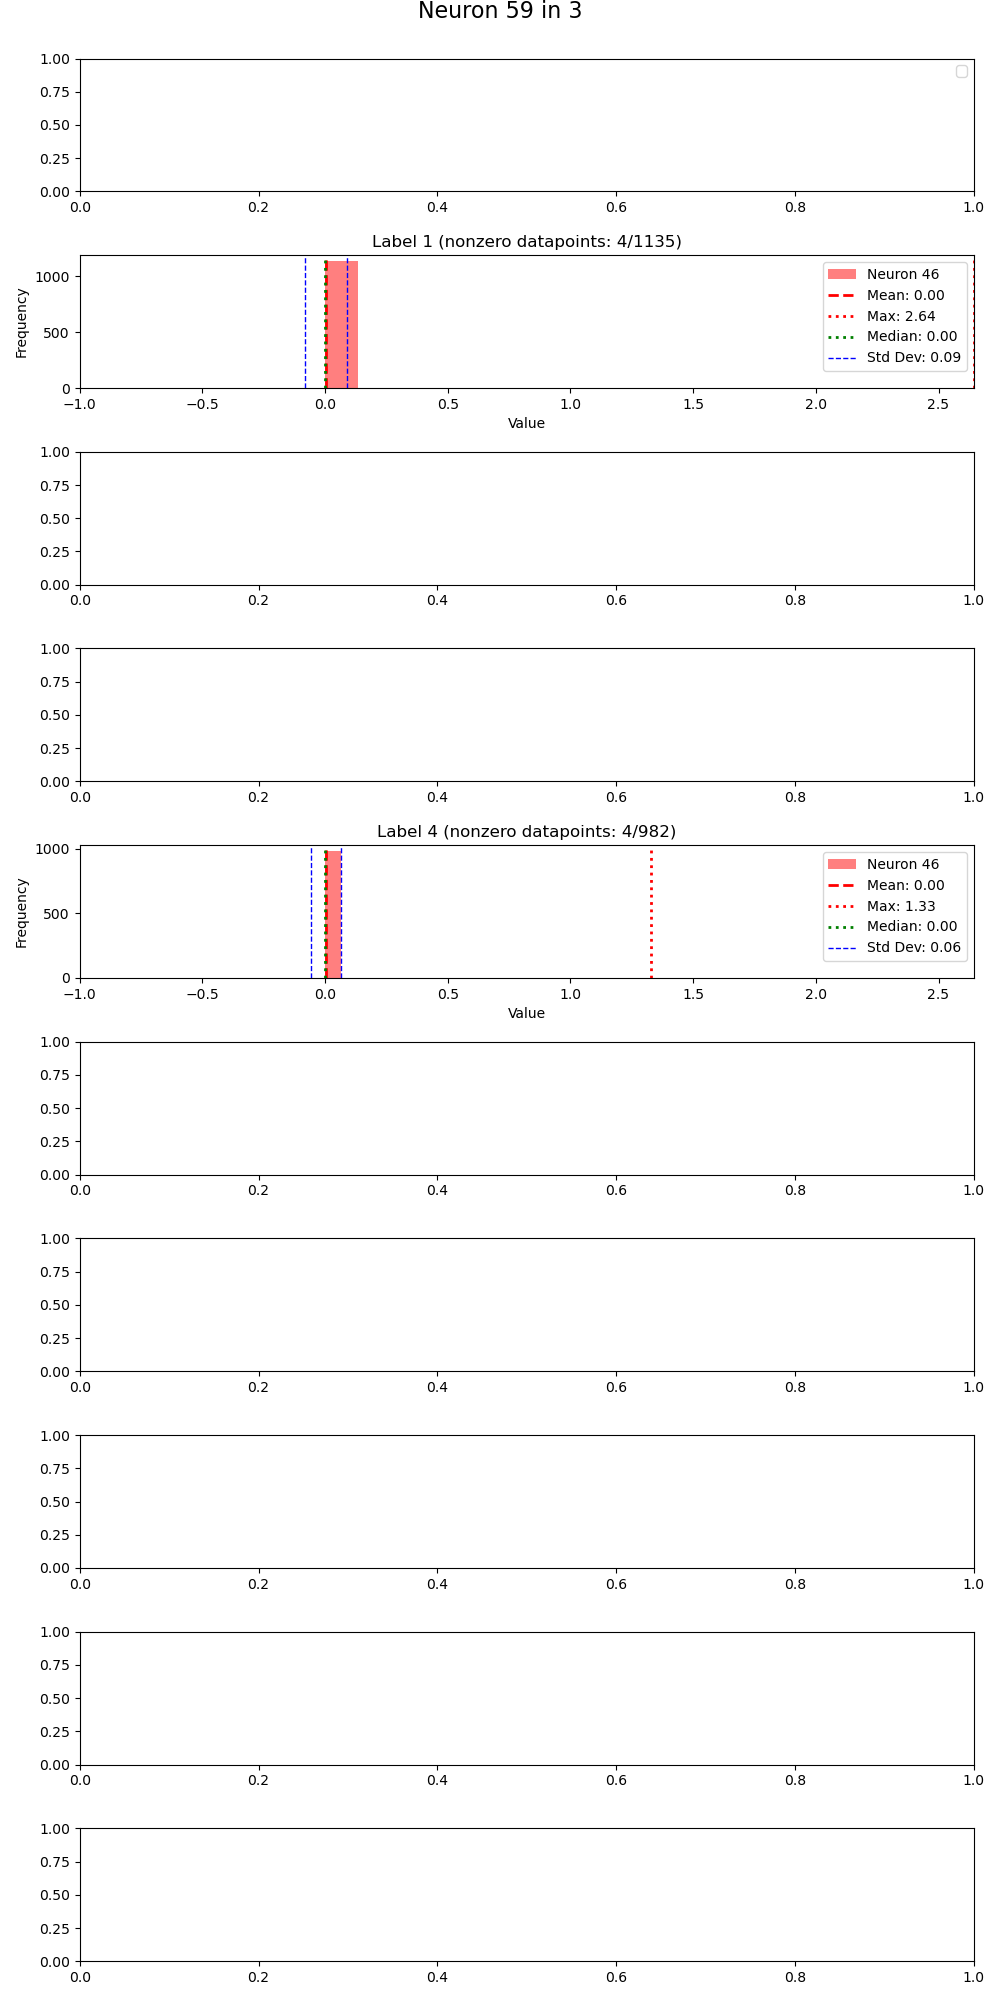 Neuron 59 in 3
1.00
0.75
0.50
0.25
0.00
0.0 0.2 0.4 0.6 0.8 1.0
Label 1 (nonzero datapoints: 4/1135)
Frequency
1000
500
0
Neuron 46
Mean: 0.00
Max: 2.64
Median: 0.00
Std Dev: 0.09
−1.0 −0.5 0.0 0.5 1.0 1.5 2.0 2.5
Value
1.00
0.75
0.50
0.25
0.00
0.0 0.2 0.4 0.6 0.8 1.0
1.00
0.75
0.50
0.25
0.00
0.0 0.2 0.4 0.6 0.8 1.0
Label 4 (nonzero datapoints: 4/982)
Frequency
1000
500
0
Neuron 46
Mean: 0.00
Max: 1.33
Median: 0.00
Std Dev: 0.06
−1.0 −0.5 0.0 0.5 1.0 1.5 2.0 2.5
Value
1.00
0.75
0.50
0.25
0.00
0.0 0.2 0.4 0.6 0.8 1.0
1.00
0.75
0.50
0.25
0.00
0.0 0.2 0.4 0.6 0.8 1.0
1.00
0.75
0.50
0.25
0.00
0.0 0.2 0.4 0.6 0.8 1.0
1.00
0.75
0.50
0.25
0.00
0.0 0.2 0.4 0.6 0.8 1.0
1.00
0.75
0.50
0.25
0.00
0.0 0.2 0.4 0.6 0.8 1.0